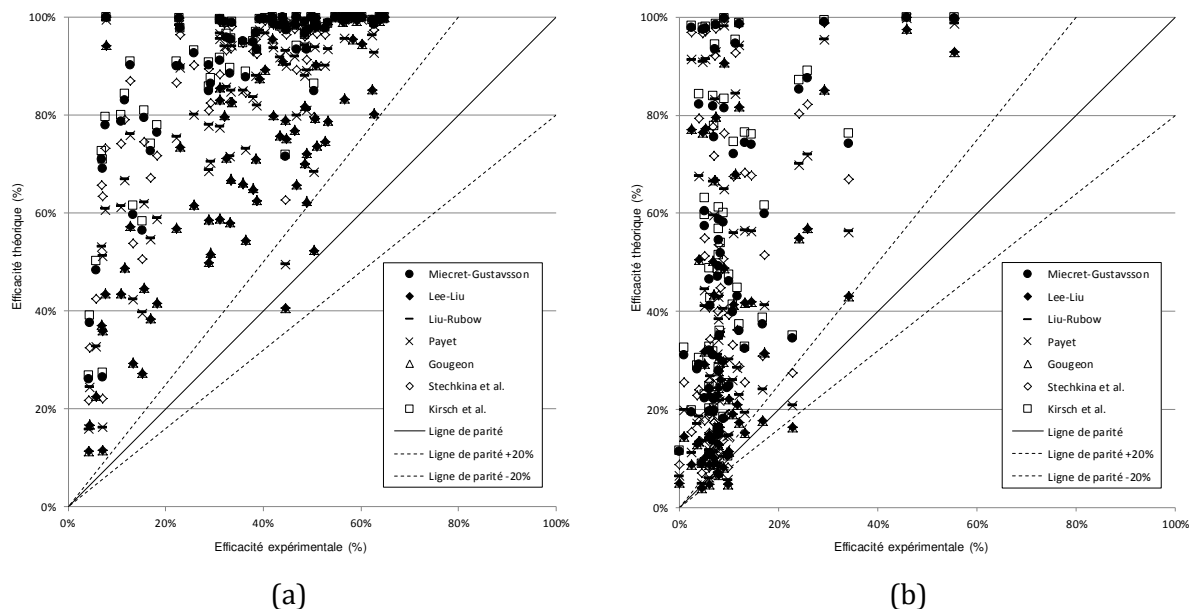 100%
80%
60%
40%
20%
0%
Efficacité théorique (%)
Miecret-Gustavsson
Lee-Liu
Liu-Rubow
Payet
Gougeon
Stechkina et al.
Kirsch et al.
Ligne de parité
Ligne de parité +20%
Ligne de parité -20%
0% 20% 40% 60% 80% 100%
Efficacité expérimentale (%)
(a)
100%
80%
60%
40%
20%
0%
Efficacité théorique (%)
Miecret-Gustavsson
Lee-Liu
Liu-Rubow
Payet
Gougeon
Stechkina et al.
Kirsch et al.
Ligne de parité
Ligne de parité +20%
Ligne de parité -20%
0% 20% 40% 60% 80% 100%
Efficacité expérimentale (%)
(b)